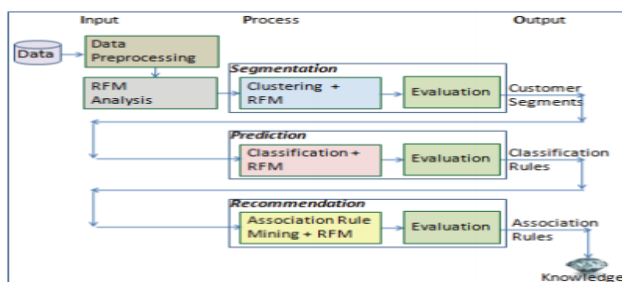 Input Process Output
Data
Data
Preprocessing
RFM
Analysis
Segmentation
Clustering +
RFM
Evaluation
Customer
Segments
Prediction
Classification +
RFM
Evaluation
Classification
Rules
Recommendation
Association Rule
Mining + RFM
Evaluation
Association
Rules
Knowledge